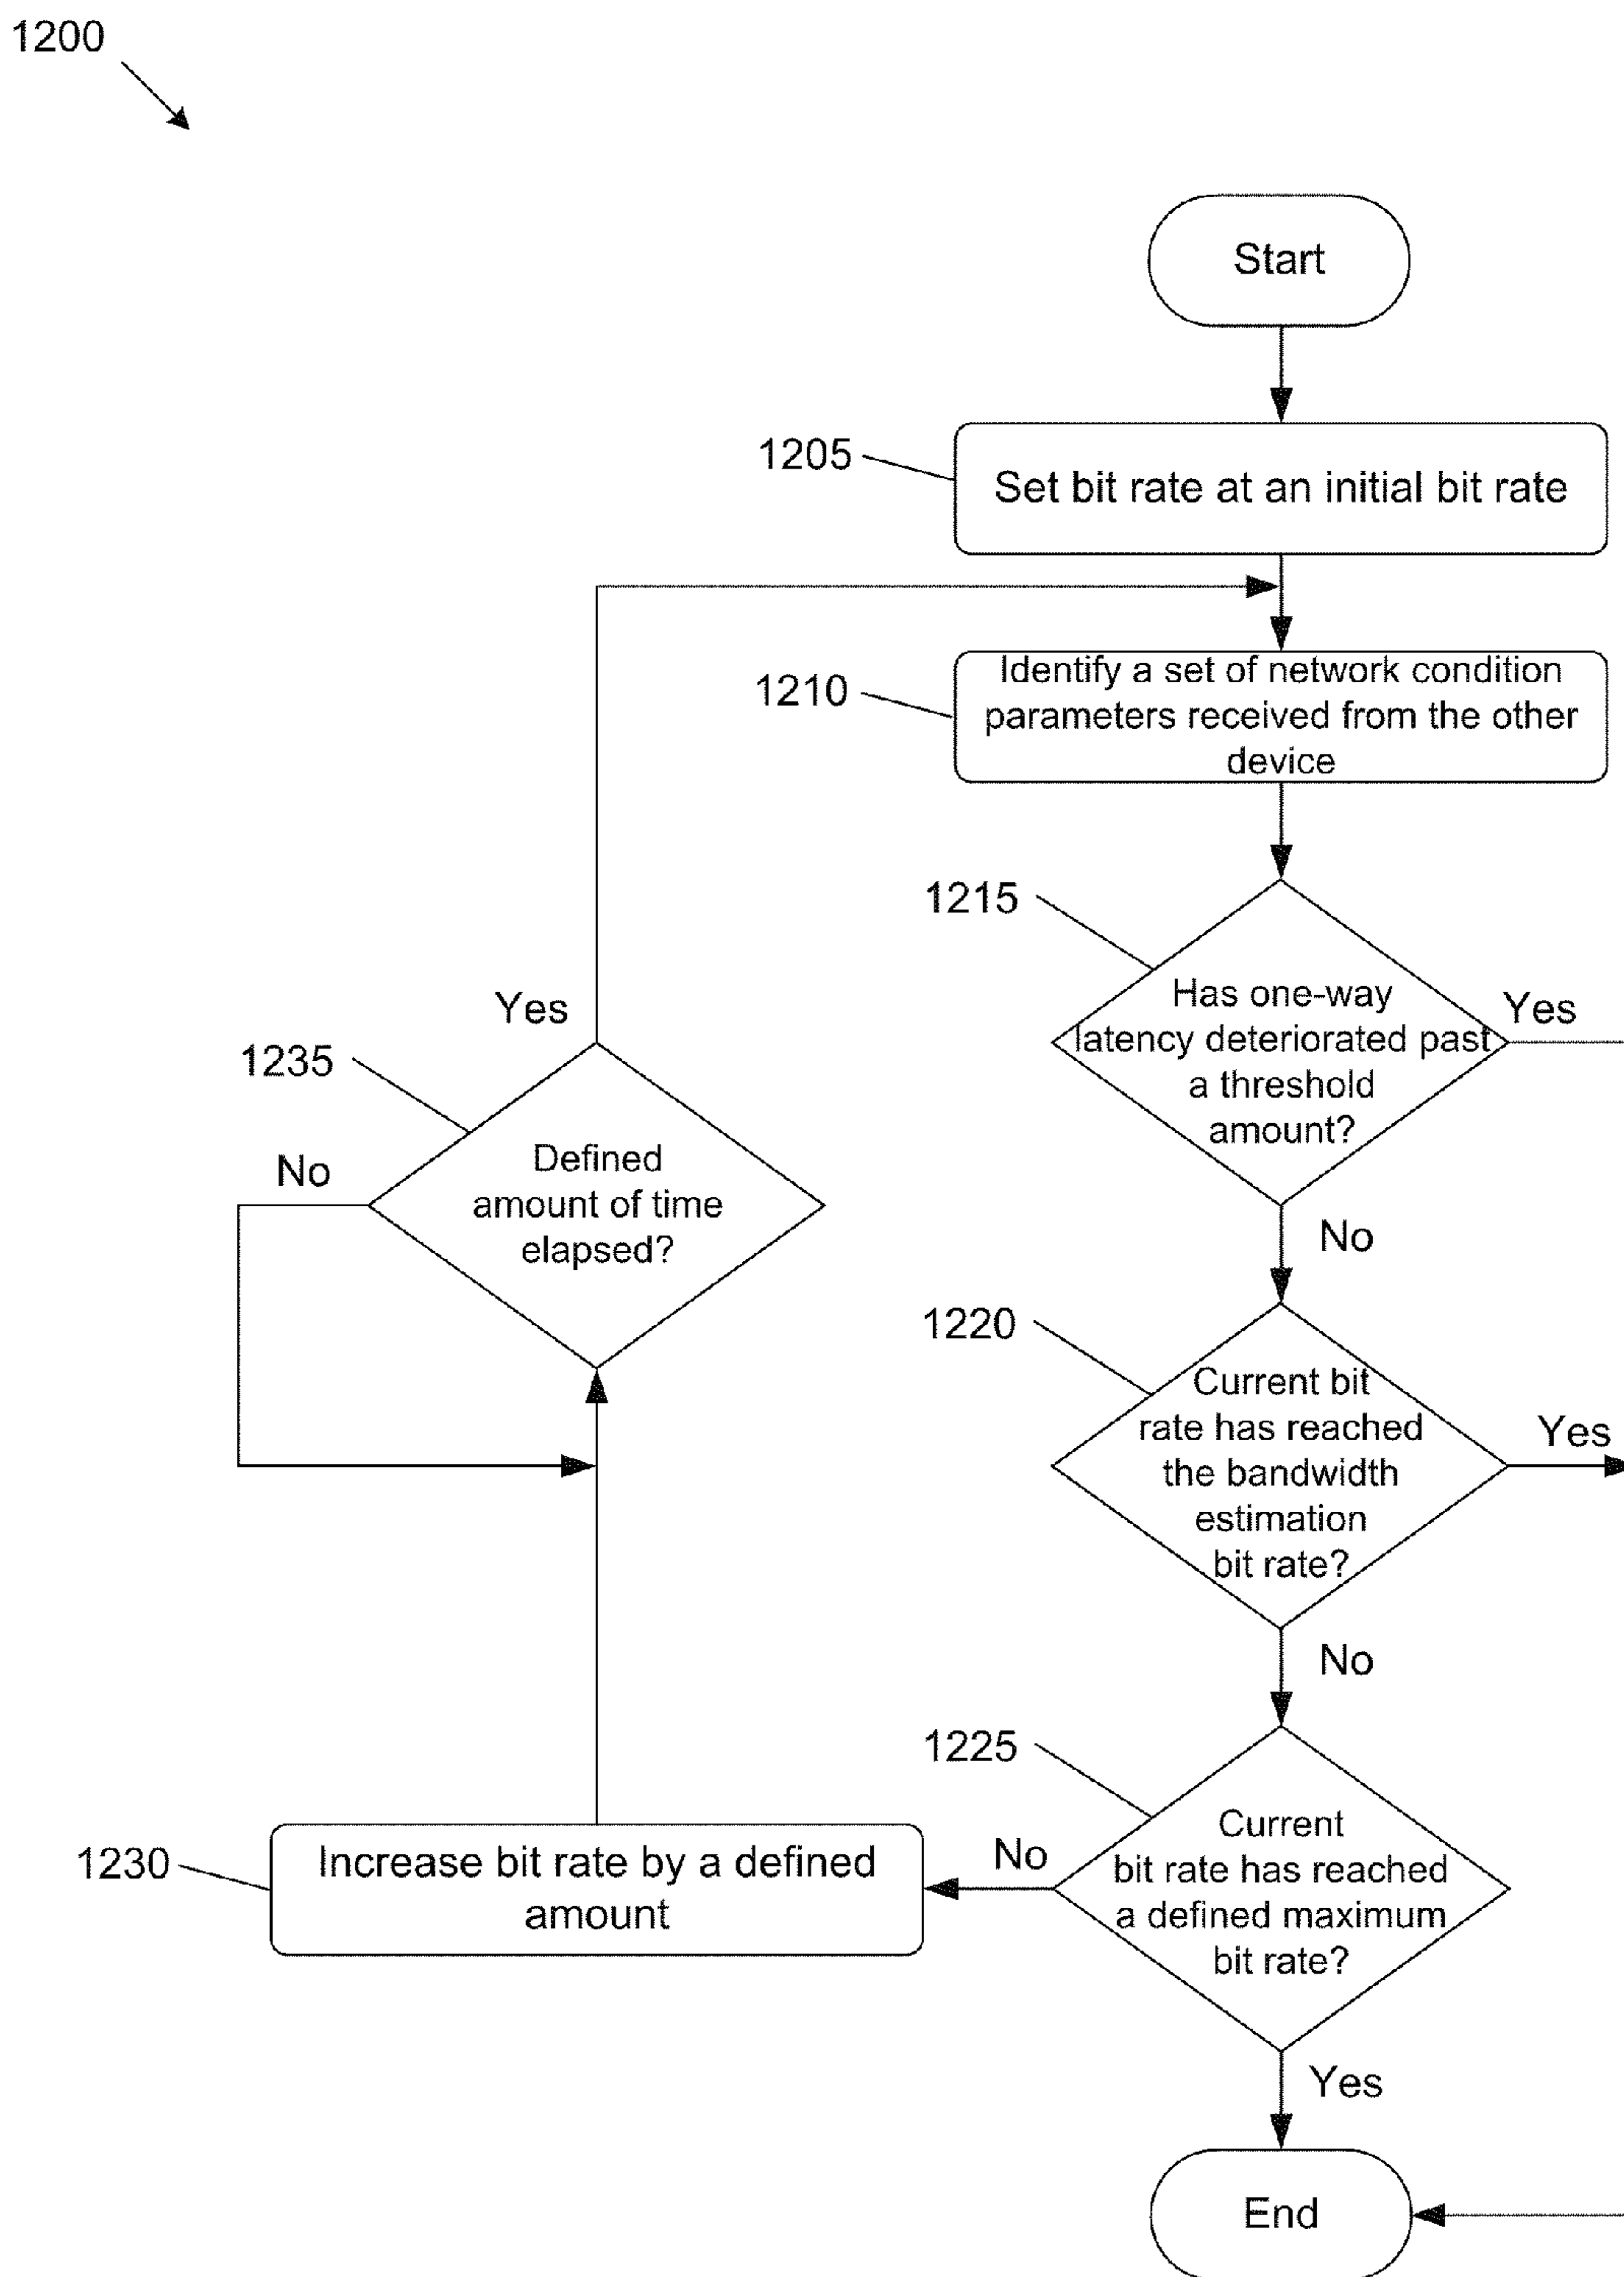 1200
Start
1205
Set bit rate at an initial bit rate
1210
Identify a set of network condition
parameters received from the other
device
1215
Has one-way
latency deteriorated past
a threshold
amount?
Yes
No
1235
Yes
No
Defined
amount of time
elapsed?
1220
Current bit
rate has reached
the bandwidth
estimation
bit rate?
Yes
No
1225
Current
bit rate has reached
a defined maximum
bit rate?
No
1230
Increase bit rate by a defined
amount
Yes
End